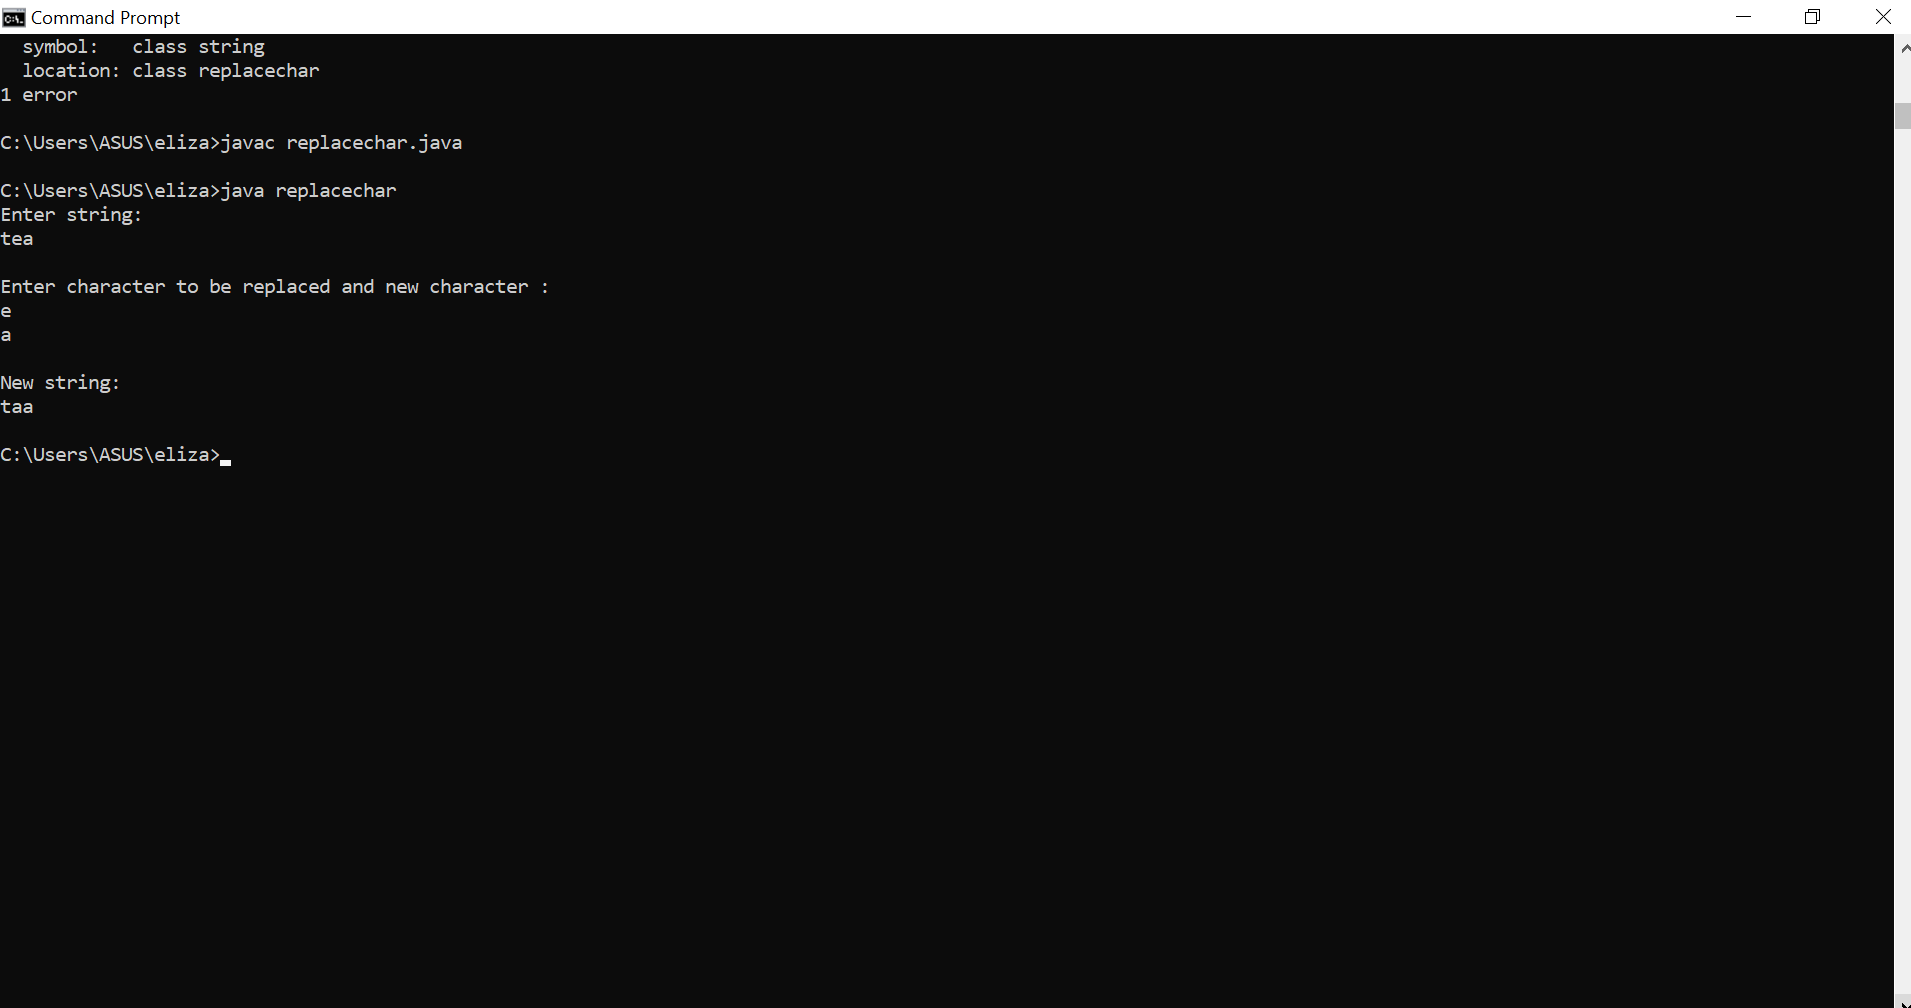 Command Prompt
symbol:   class string
location: class replacechar
1 error
C:\Users\ASUS\eliza>javac replacechar.java
C:\Users\ASUS\eliza>java replacechar
Enter string:
tea
Enter character to be replaced and new character :
e
a
New string:
taa
C:\Users\ASUS\eliza>